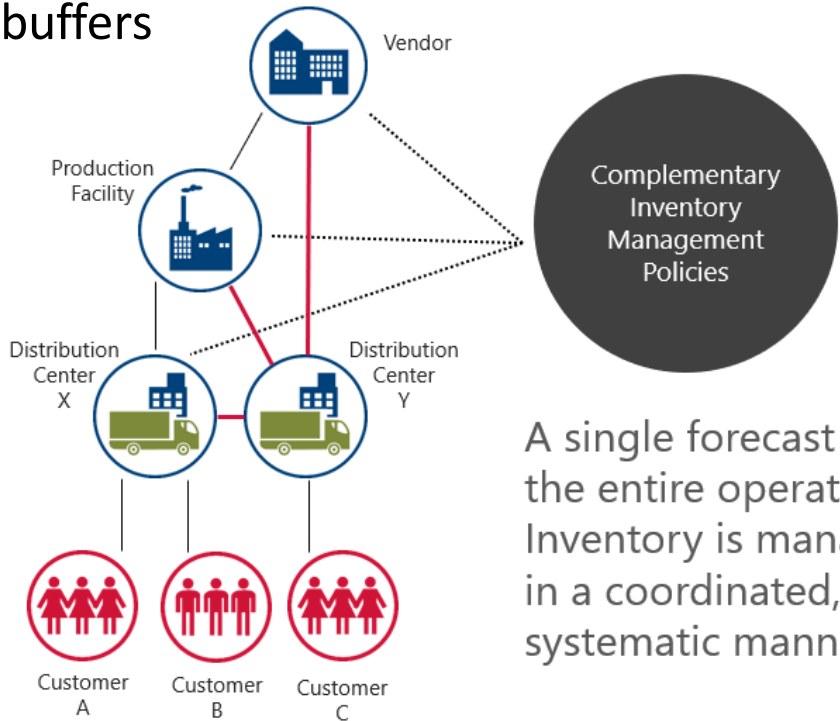 buffers
Vendor
Production
Facility
Complementary
Inventory
Management
Policies
Distribution
Center
X
Distribution
Center
Y
A single forecast
the entire operat
Inventory is mana
in a coordinated,
systematic mann
Customer
A
Customer
B
Customer
C